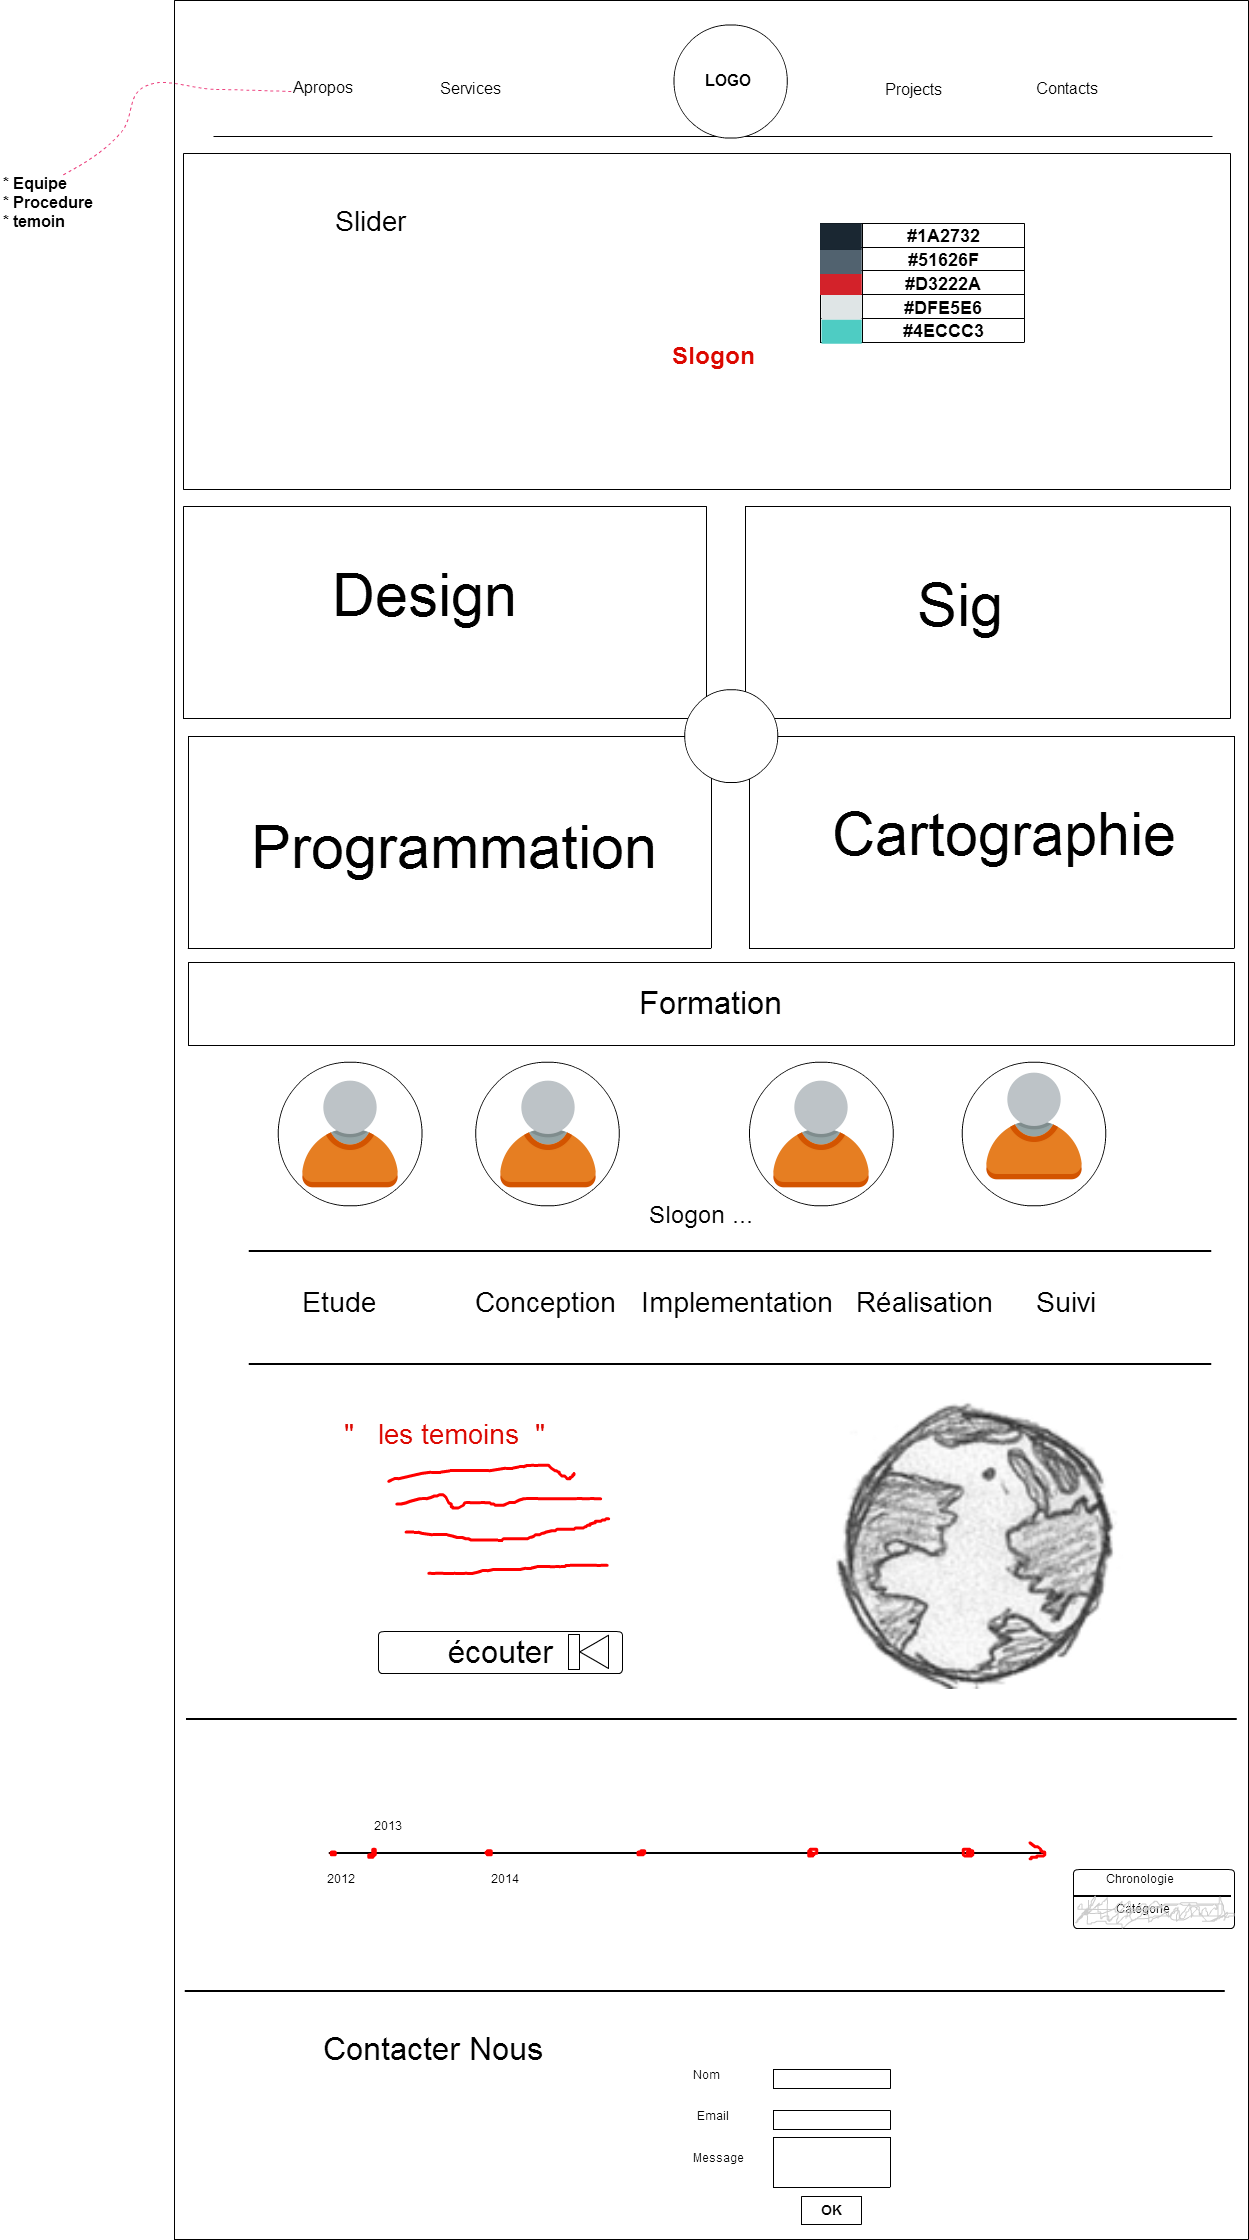 Apropos
Services
LOGO
Projects
Contacts
* Equipe
* Procedure
* temoin
Slider
#1A2732
#51626F
#D3222A
#DFE5E6
#4ECCC3
Slogon
Design
Sig
Programmation
Cartographie
Formation
Slogon ...
Etude
Conception
Implementation
Réalisation
Suivi
" les temoins "
écouter
2013
2012
2014
Chronologie
Catégorie
Contacter Nous
Nom
Email
Message
OK